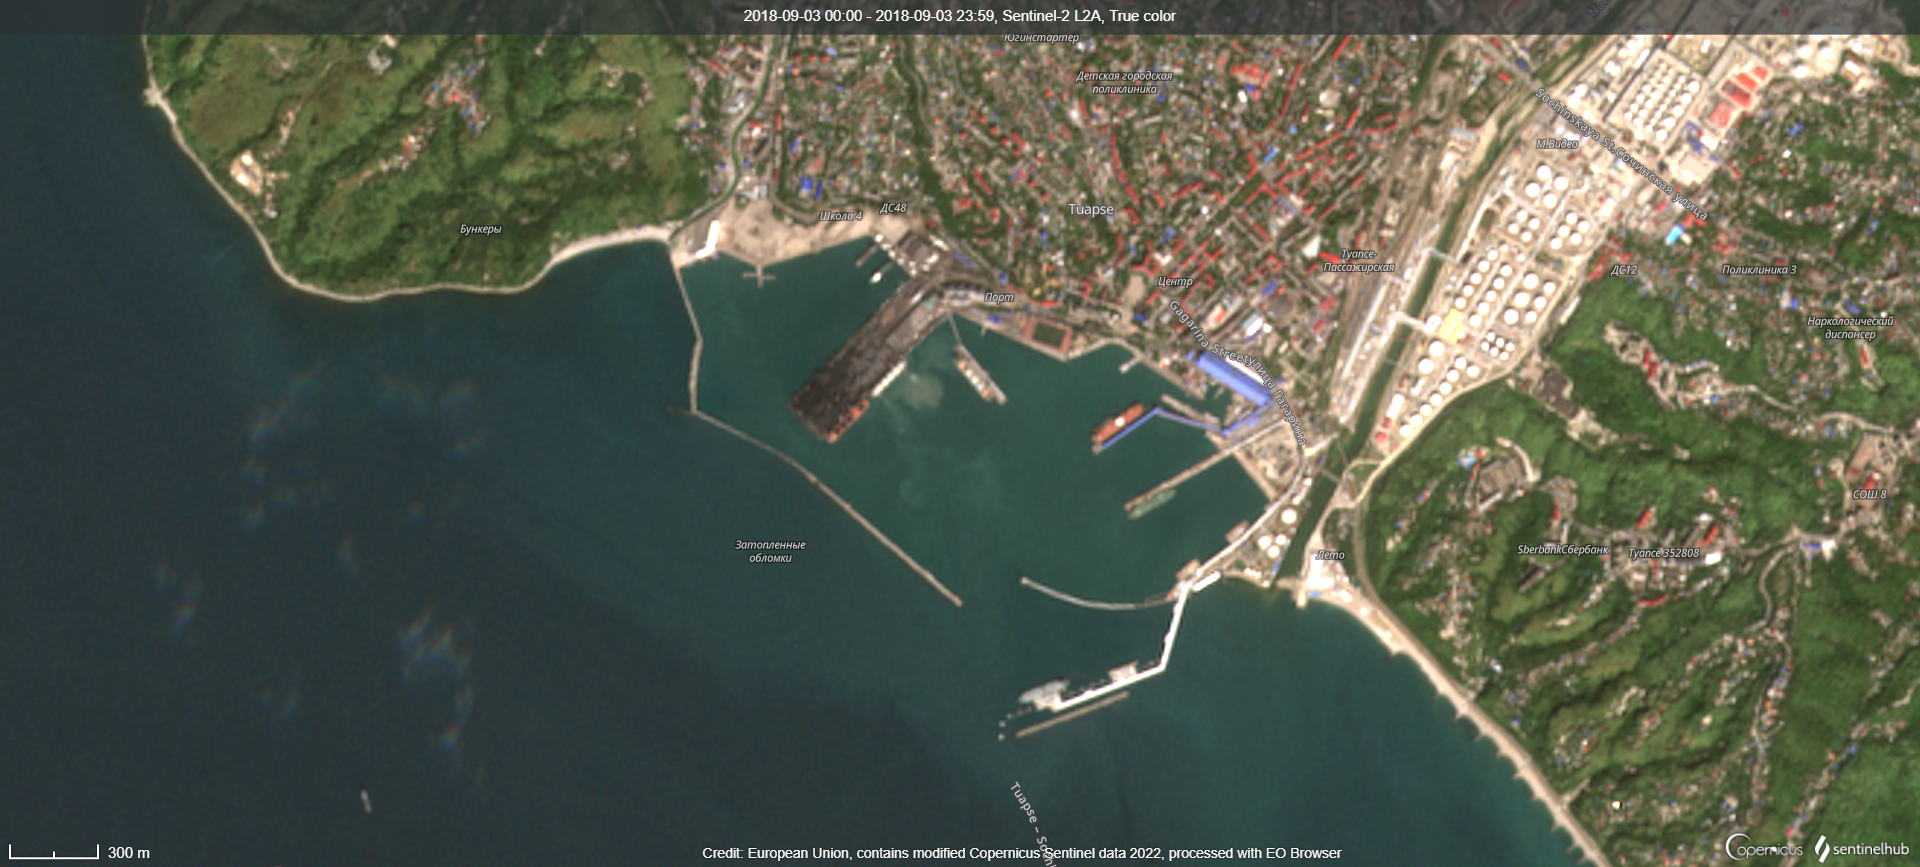 2018-09-03 00:00 - 2018-09-03 23:59, Sentinel-2 L2A, True color
Югинстартер
Детская городская
поликлиника
Sochinskaya St.Сочинская улица
М.Видео
Tuapse
Школа 4
ДС48
Бункеры
Туапсе-
Пассажирская
ДС12
Поликлиника 3
Центр
Порт
Gagarina Streetулица Гагарина
Наркологический
диспансер
СОШ 8
Затопленные
обломки
Лето
SberbankСбербанк
Туапсе 352808
Tuapse – Sochi
300 m
Credit: European Union, contains modified Copernicus Sentinel data 2022, processed with EO Browser
opernicus
sentinelhub